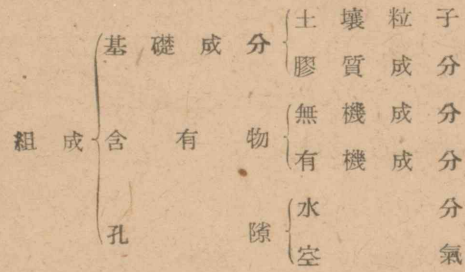 土壤粒子
基礎成分
膠質成分
無機成分
組成 含有物
有機成分
水分
孔隙
空氣